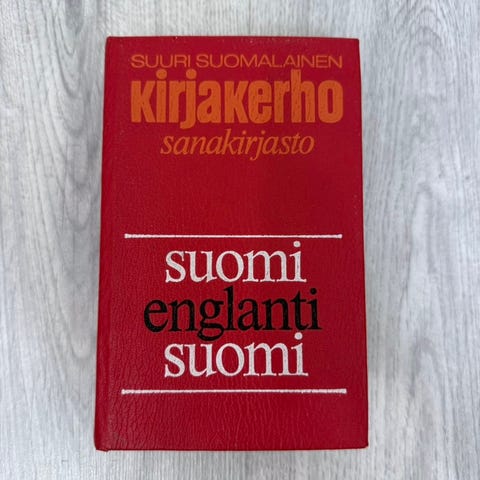 SUURI SUOMALAINEN
kirjakerho
sanakirjasto
suomi
englanti
suomi